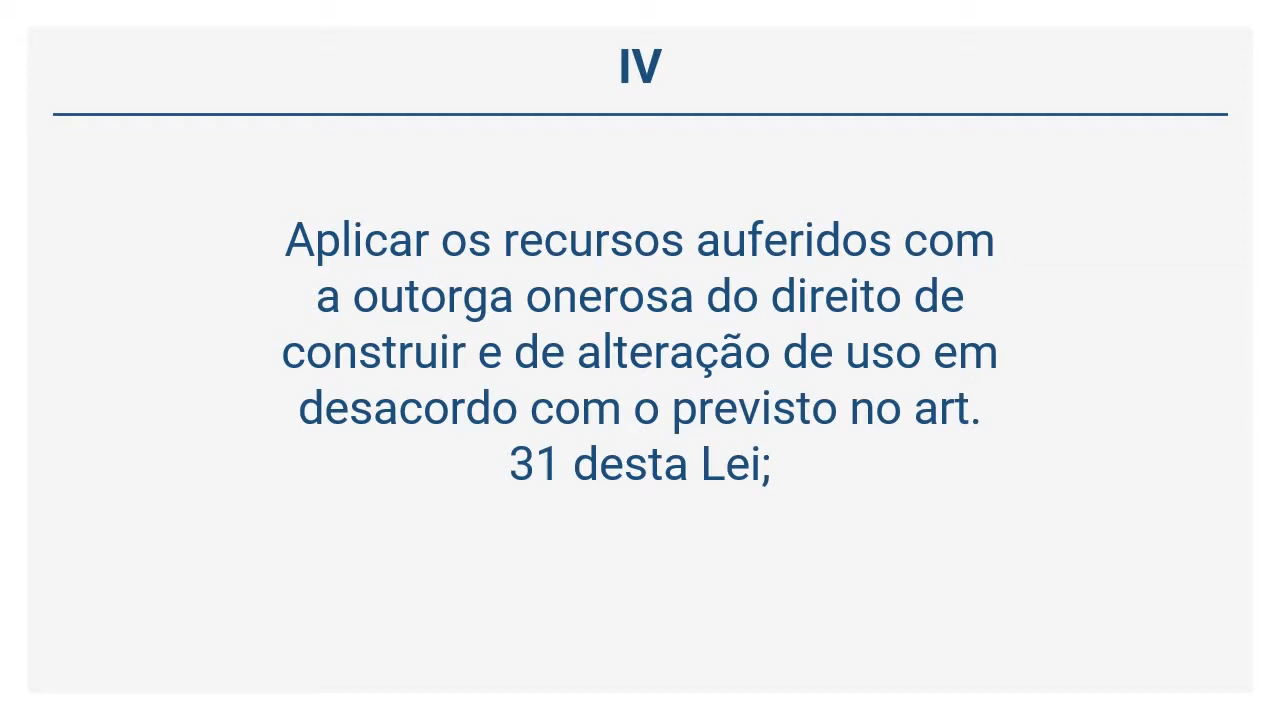 IV
Aplicar os recursos auferidos com
a outorga onerosa do direito de
construir e de alteração de uso em
desacordo com o previsto no art.
31 desta Lei;